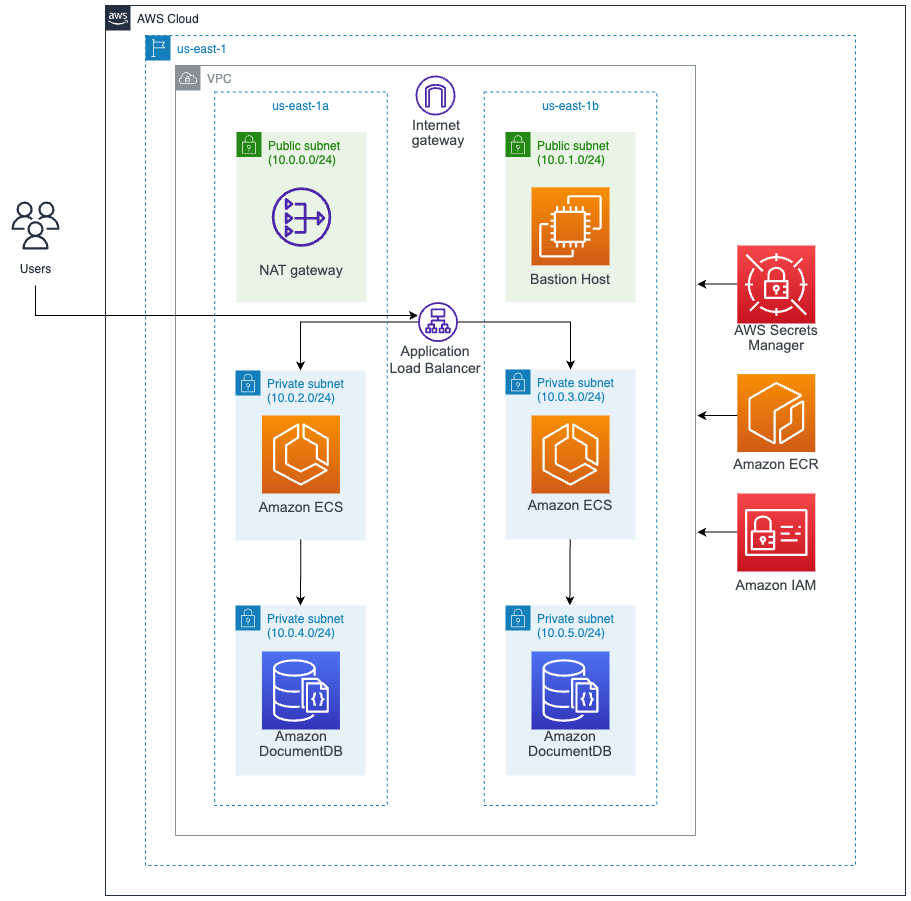 aws
AWS Cloud
us-east-1
VPC
us-east-1a
Internet
gateway
us-east-1b
Public subnet
(10.0.0.0/24)
NAT gateway
Public subnet
(10.0.1.0/24)
Bastion Host
Users
Application
Load Balancer
AWS Secrets
Manager
Private subnet
(10.0.2.0/24)
Amazon ECS
Private subnet
(10.0.3.0/24)
Amazon ECS
Amazon ECR
Amazon IAM
Private subnet
(10.0.4.0/24)
Amazon
DocumentDB
Private subnet
(10.0.5.0/24)
Amazon
DocumentDB